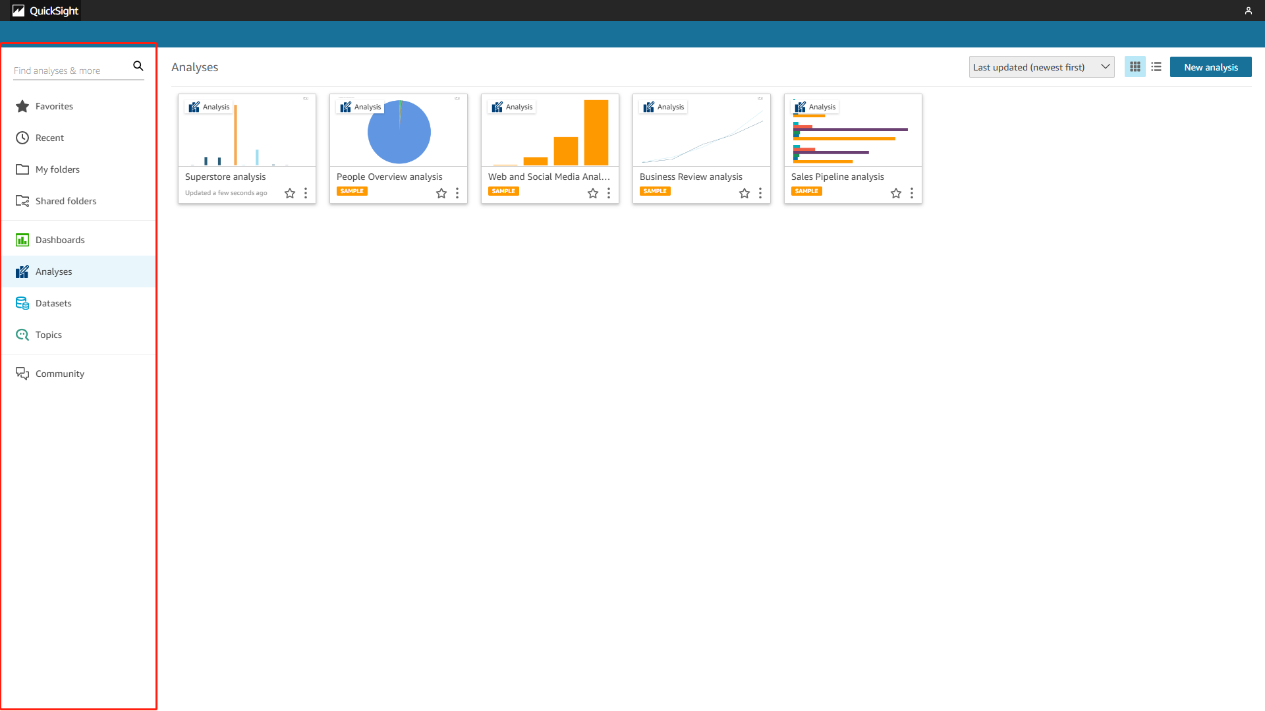 QuickSight
Find analyses & more
Favorites
Recent
My folders
Shared folders
Dashboards
Analyses
Datasets
Topics
Community
Analyses
Last updated (newest first)
New analysis
Analysis
Superstore analysis
Updated a few seconds ago
Analysis
People Overview analysis
SAMPLE
Analysis
Web and Social Media Anal...
SAMPLE
Analysis
Business Review analysis
SAMPLE
Analysis
Sales Pipeline analysis
SAMPLE